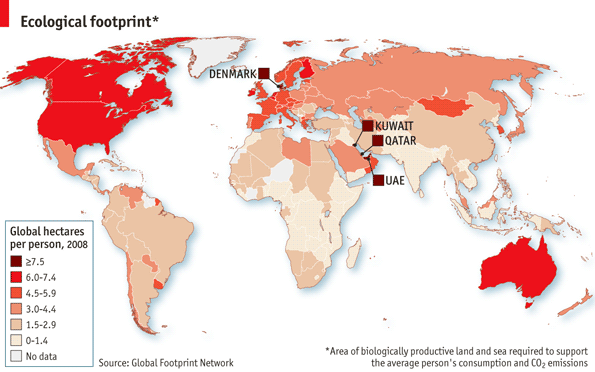 Ecological footprint*
DENMARK
KUWAIT
QATAR
UAE
Global hectares
per person, 2008
≥7.5
6.0-7.4
4.5-5.9
3.0-4.4
1.5-2.9
0-1.4
No data
Source: Global Footprint Network
*Area of biologically productive land and sea required to support
the average person's consumption and CO₂ emissions